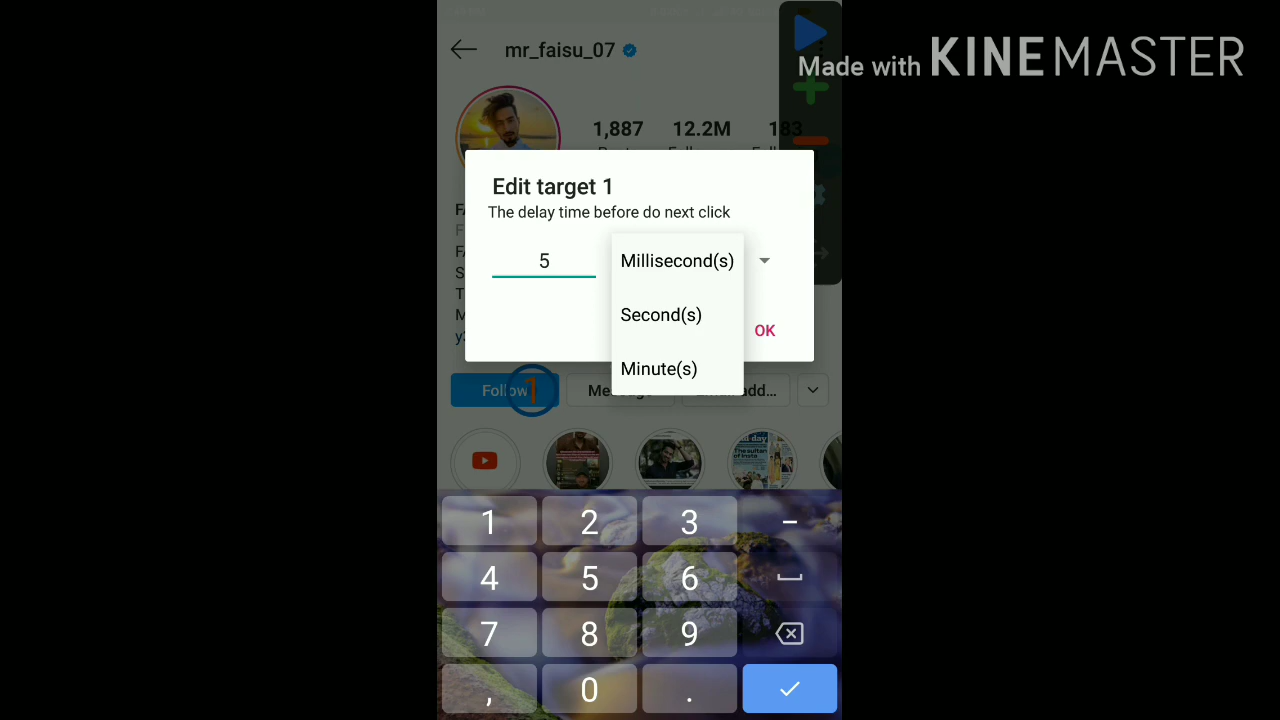 mr_faisu_07
Made with KINEMASTER
1,887 12.2M 183
Edit target 1
The delay time before do next click
5 Millisecond(s)
Second(s)
OK
Minute(s)
Follow 1
1 2 3 -
4 5 6
7 8 9
, 0 .